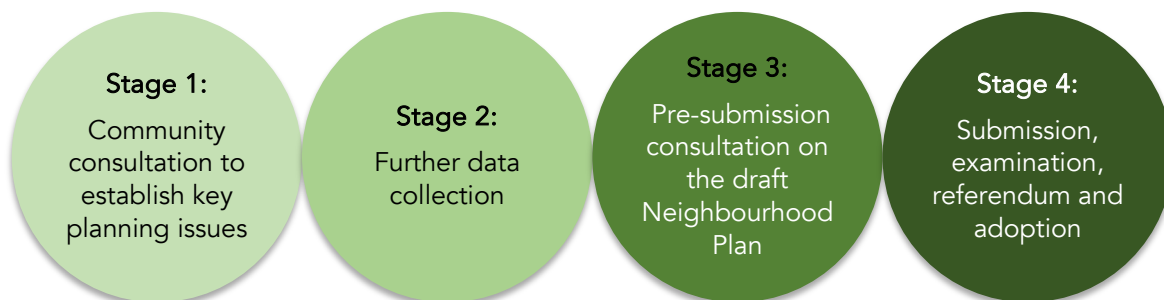 Stage 1:
Community
consultation to
establish key
planning issues
Stage 2:
Further data
collection
Stage 3:
Pre-submission
consultation on
the draft
Neighbourhood
Plan
Stage 4:
Submission,
examination,
referendum and
adoption